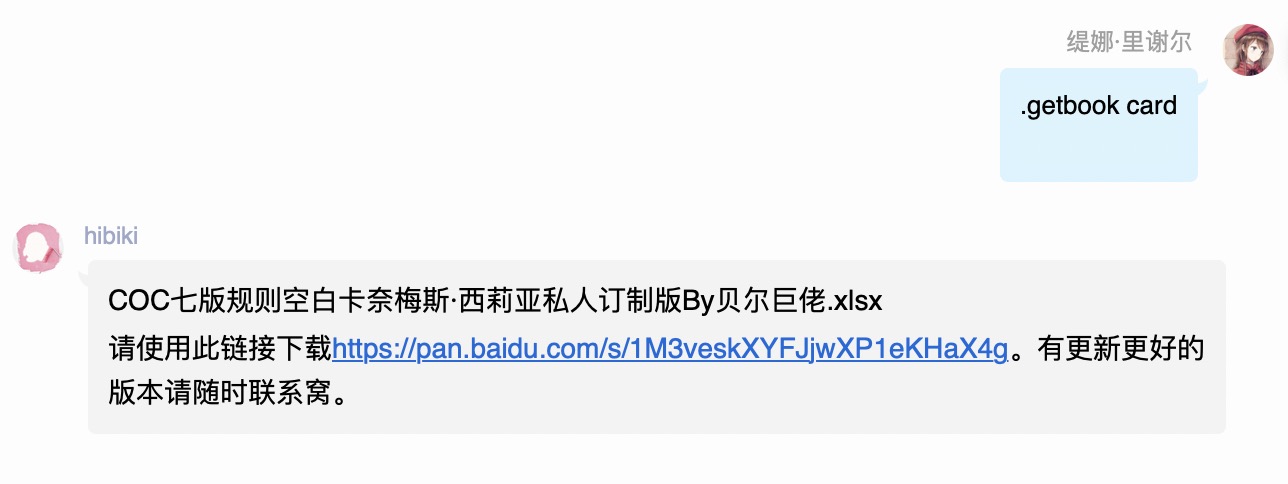 缇娜·里谢尔
.getbook card
hibiki
COC七版规则空白卡奈梅斯·西莉亚私人订制版By贝尔巨佬.xlsx
请使用此链接下载https://pan.baidu.com/s/1M3veskXYFJjwXP1eKHaX4g。有更新更好的
版本请随时联系窝。